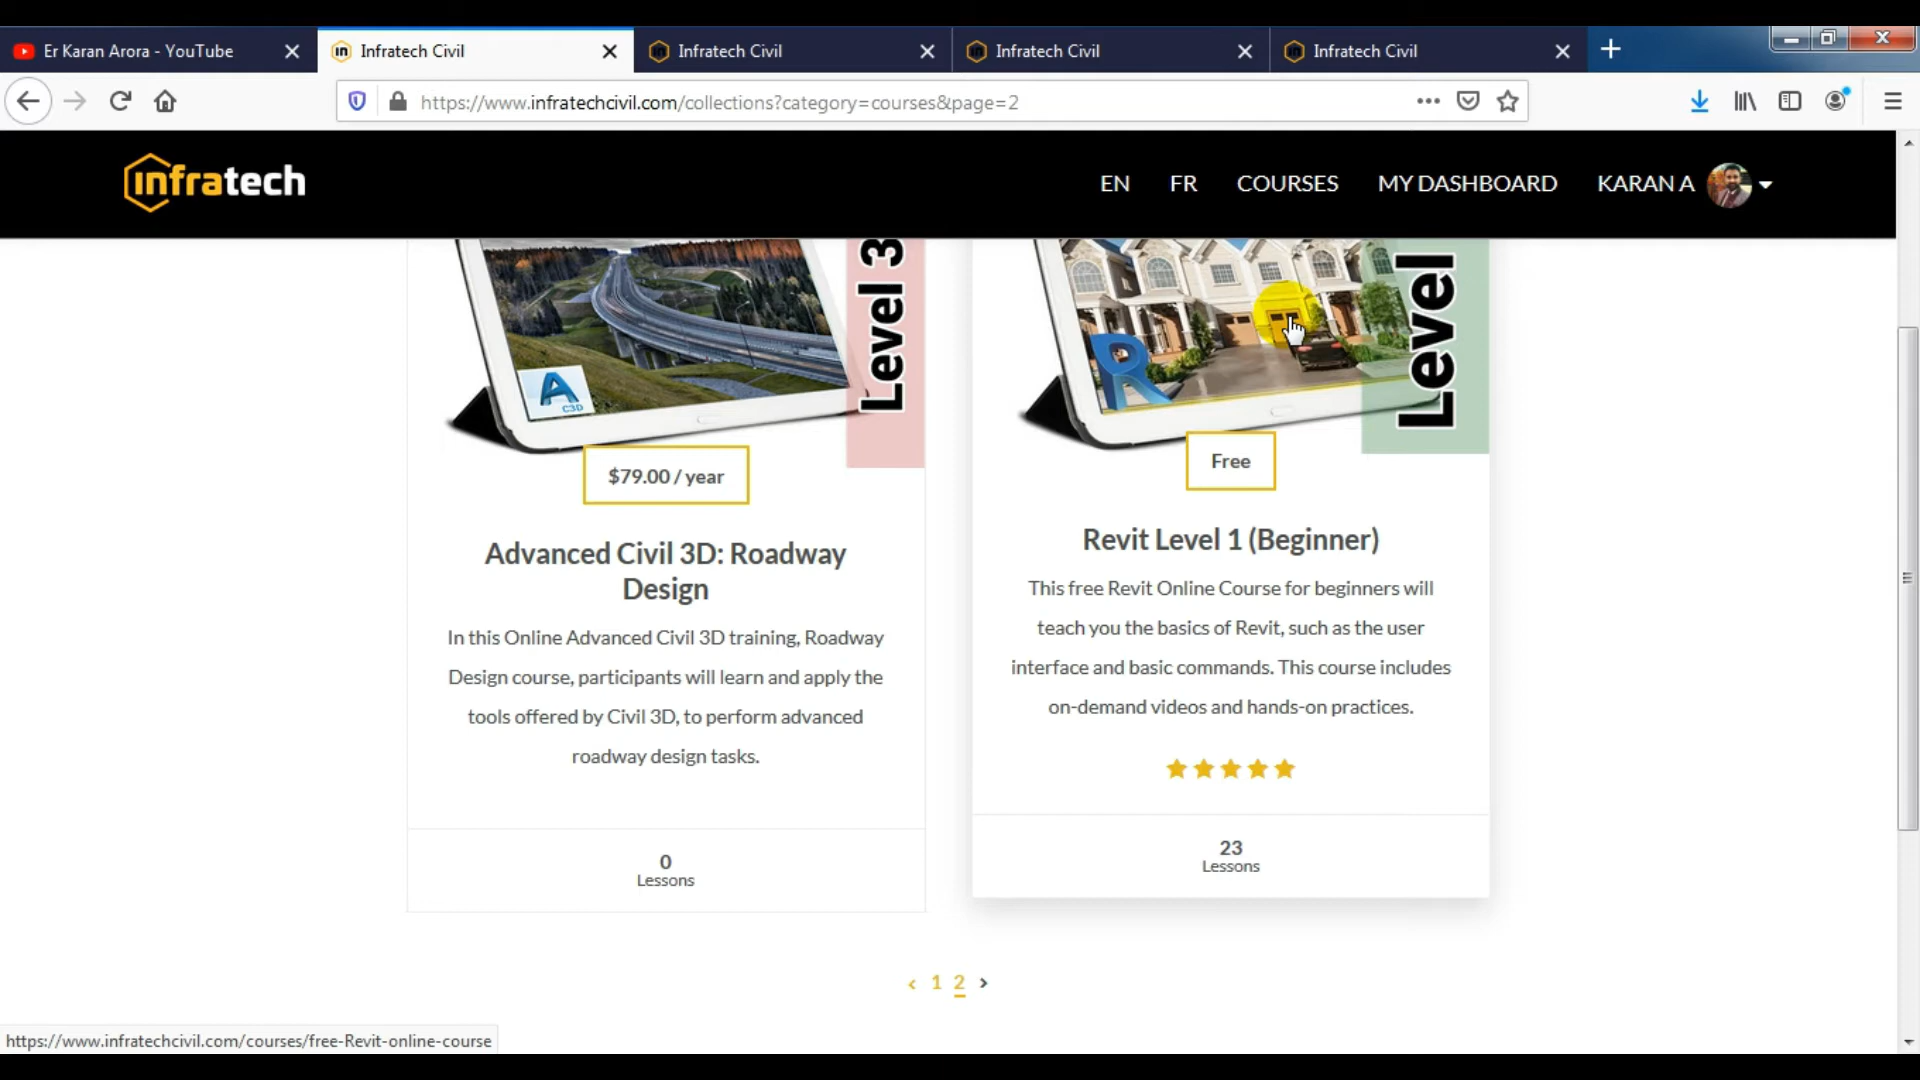 Er Karan Arora - YouTube
Infratech Civil
Infratech Civil
Infratech Civil
Infratech Civil
https://www.infratechcivil.com/collections?category=courses&page=2
infratech
EN
FR
COURSES
MY DASHBOARD
KARAN A
Level 3
A
C3D
R
Level
$79.00 / year
Free
Advanced Civil 3D: Roadway
Design
In this Online Advanced Civil 3D training, Roadway
Design course, participants will learn and apply the
tools offered by Civil 3D, to perform advanced
roadway design tasks.
0
Lessons
Revit Level 1 (Beginner)
This free Revit Online Course for beginners will
teach you the basics of Revit, such as the user
interface and basic commands. This course includes
on-demand videos and hands-on practices.
23
Lessons
‹ 1 2 ›
https://www.infratechcivil.com/courses/free-Revit-online-course